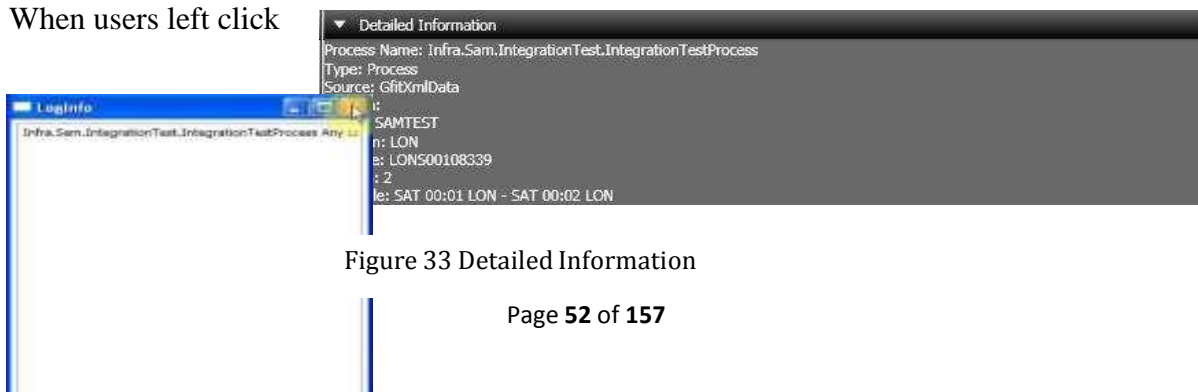 When users left click
Detailed Information
Process Name: Infra.Sam.IntegrationTest.IntegrationTestProcess
Type: Process
Source: GfitXmlData
LogInfo
Infra.Sam.IntegrationTest.IntegrationTestProcess Any
SAMTEST
n: LON
e: LONS00108339
: 2
le: SAT 00:01 LON - SAT 00:02 LON
Figure 33 Detailed Information
Page 52 of 157